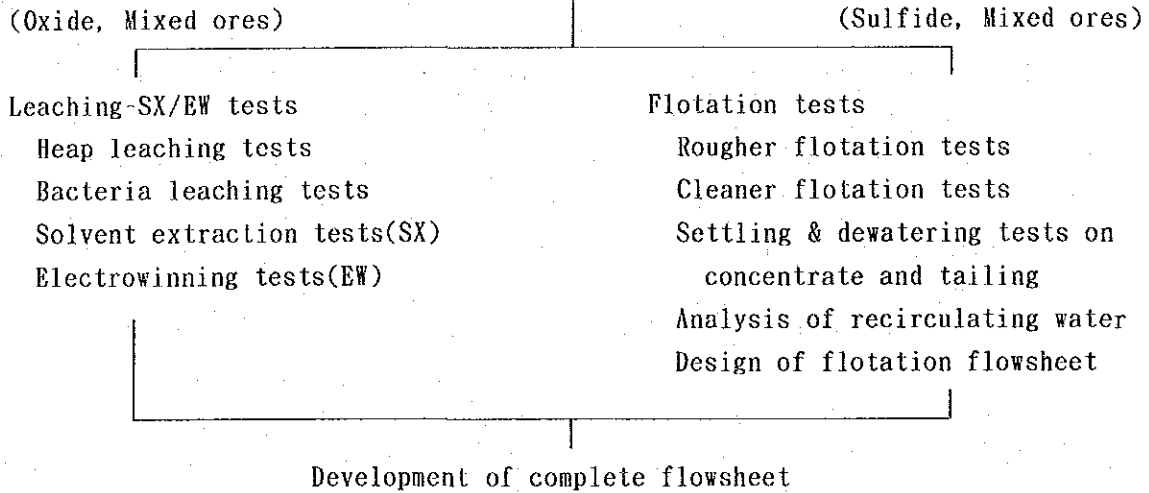 (Oxide, Mixed ores)
(Sulfide, Mixed ores)
Leaching-SX/EW tests
Heap leaching tests
Bacteria leaching tests
Solvent extraction tests(SX)
Electrowinning tests(EW)
Flotation tests
Rougher flotation tests
Cleaner flotation tests
Settling & dewatering tests on
concentrate and tailing
Analysis of recirculating water
Design of flotation flowsheet
Development of complete flowsheet